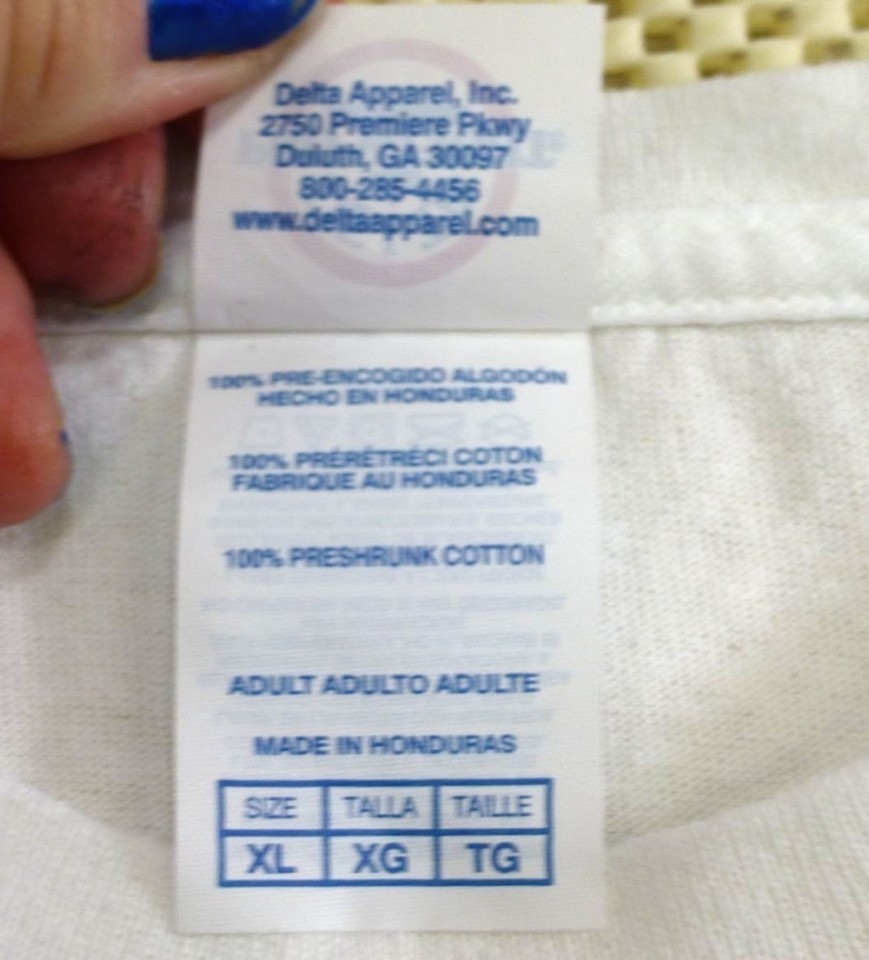 Delta Apparel, Inc.
2750 Premiere Pkwy
Duluth, GA 30097
800-285-4456
www.deltaapparel.com
100% PRE-ENCOGIDO ALGODÓN
HECHO EN HONDURAS
100% PRÉRÉTRÉCI COTON
FABRIQUE AU HONDURAS
100% PRESHRUNK COTTON
ADULT ADULTO ADULTE
MADE IN HONDURAS
SIZE TALLA TAILLE
XL XG TG